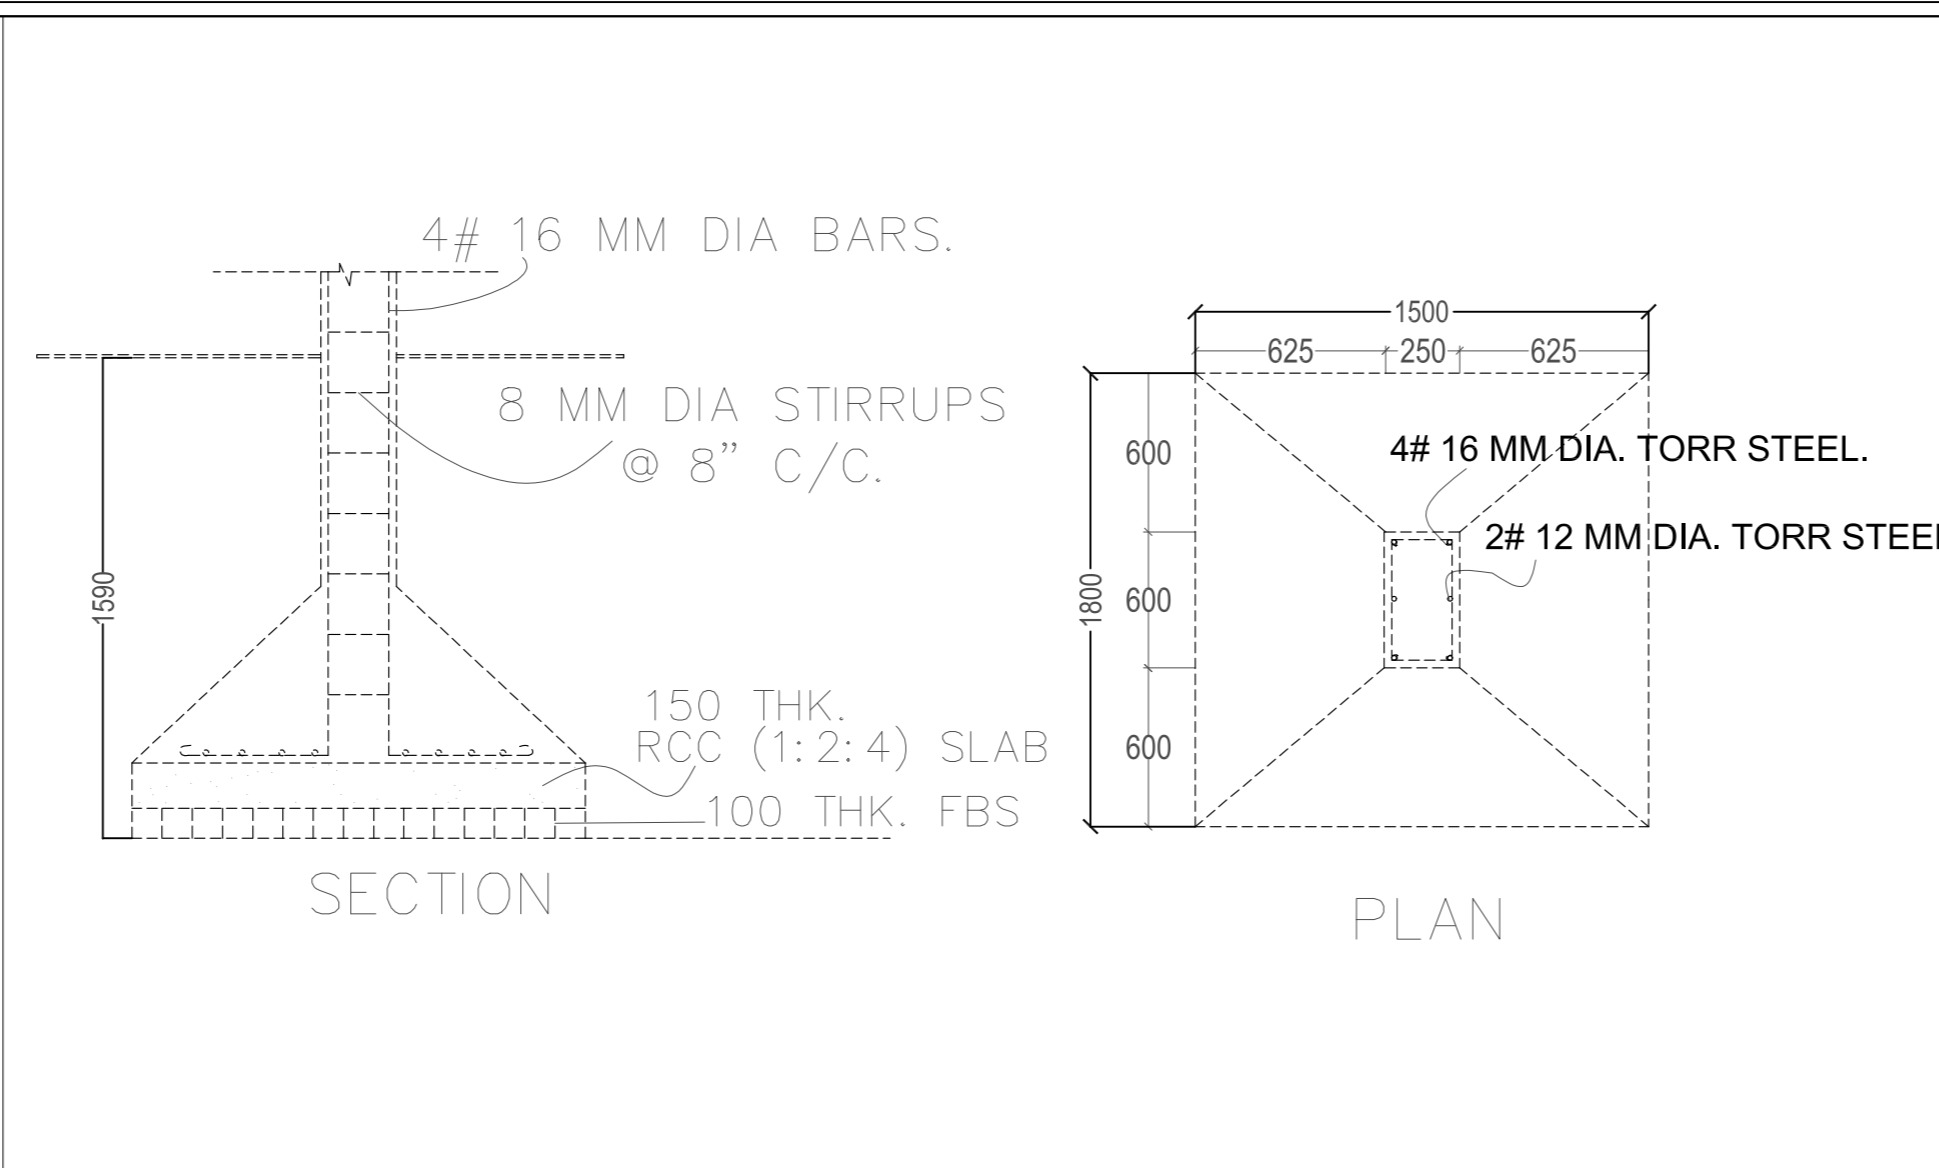 4# 16 MM DIA BARS.
8 MM DIA STIRRUPS
@ 8” C/C.
1590
150 THK.
RCC (1:2:4) SLAB
100 THK. FBS
SECTION
1500
625 250 625
600
4# 16 MM DIA. TORR STEEL.
2# 12 MM DIA. TORR STEEL
1800
600
600
PLAN